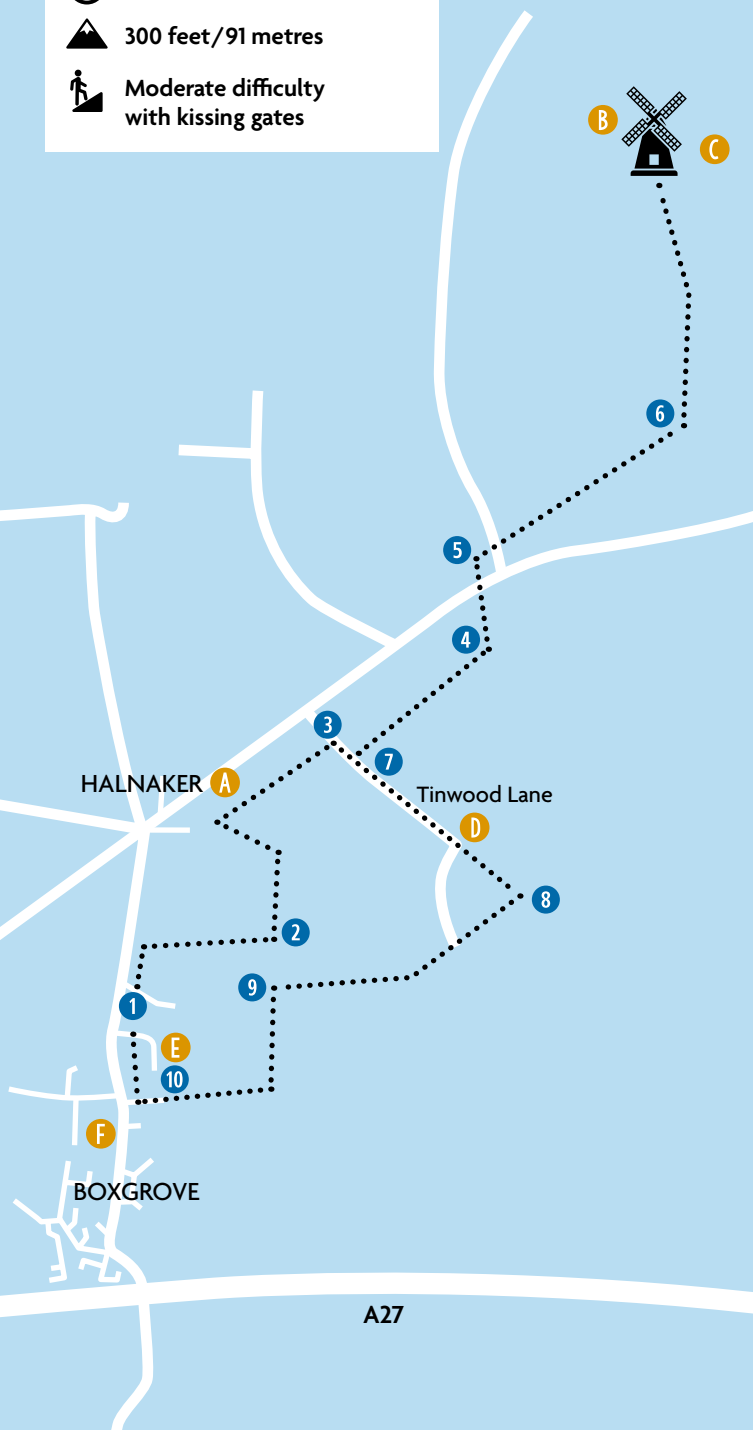 300 feet/91 metres
Moderate difficulty
with kissing gates
B
C
6
5
4
3
7
HALNAKER A
Tinwood Lane
D
8
2
9
1
E
10
F
BOXGROVE
A27